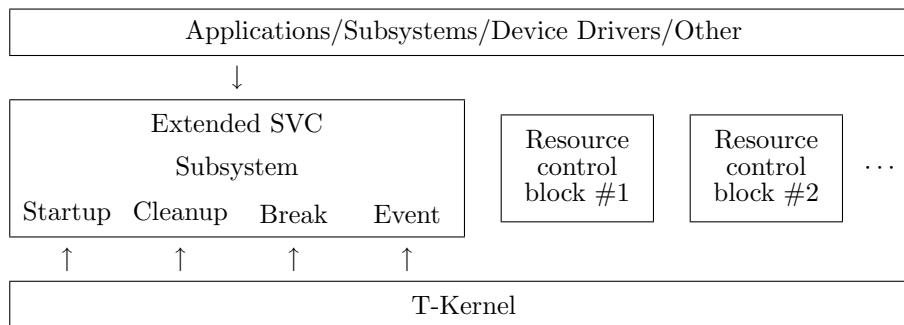 Applications/Subsystems/Device Drivers/Other
↓
Extended SVC
Subsystem
Startup Cleanup Break Event
Resource
control
block #1
Resource
control
block #2
...
↑ ↑ ↑ ↑
T-Kernel